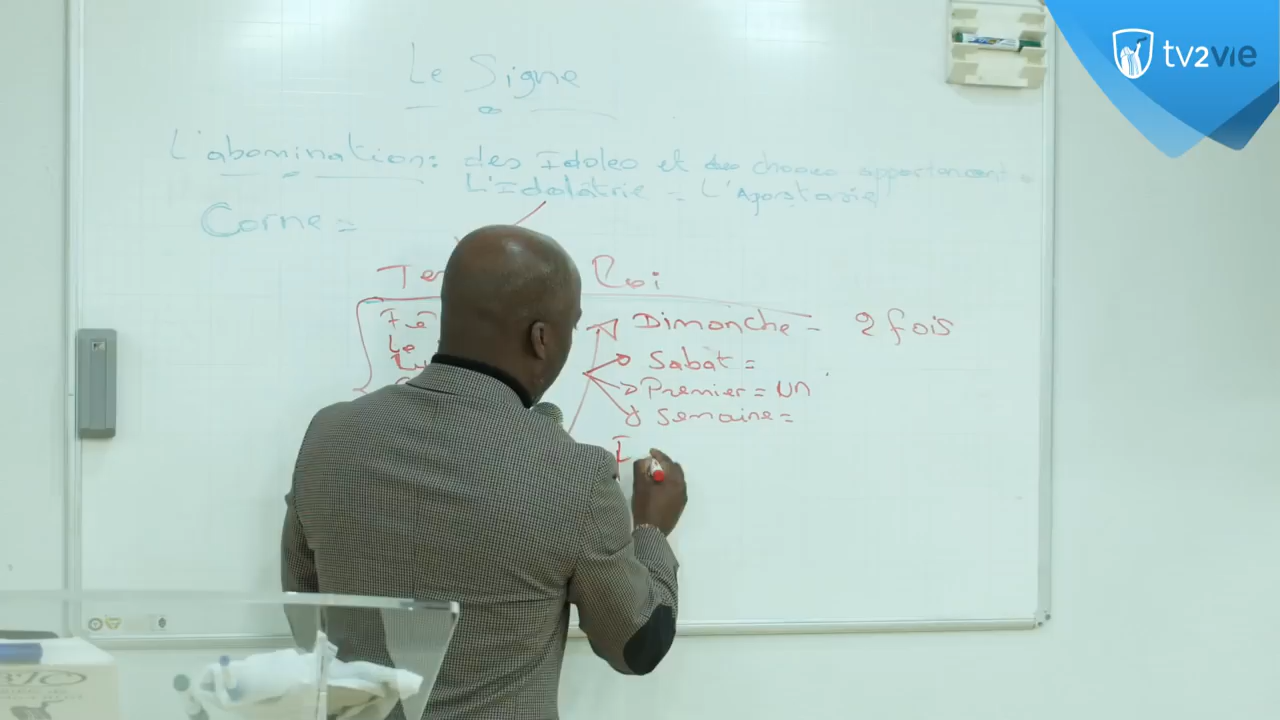 tv2vie
Le Signe
L'abomination: des Idoles et des choses appartenant
L'Idolâtrie = L'Apostasie
Corne =
Roi
Dimanche - 2 fois
Sabat =
Premier = Un
Semaine =